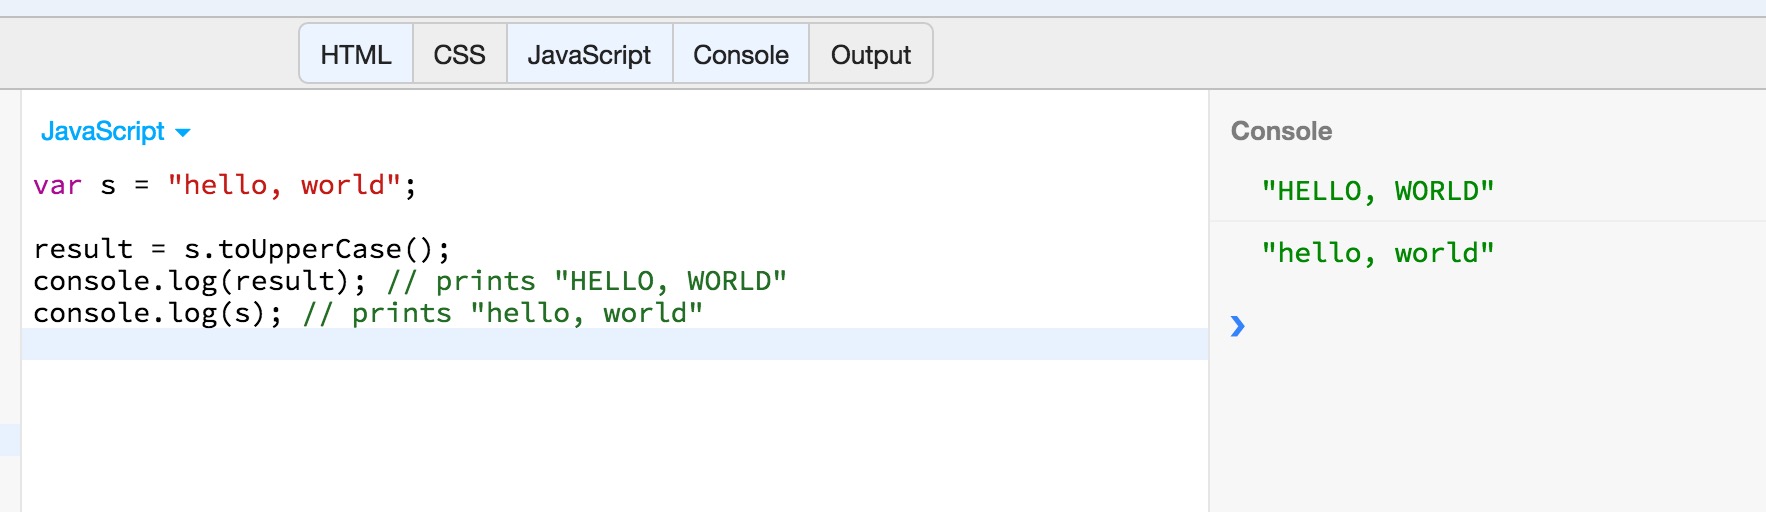 HTML CSS JavaScript Console Output
JavaScript
var s = "hello, world";
result = s.toUpperCase();
console.log(result); // prints "HELLO, WORLD"
console.log(s); // prints "hello, world"
Console
"HELLO, WORLD"
"hello, world"